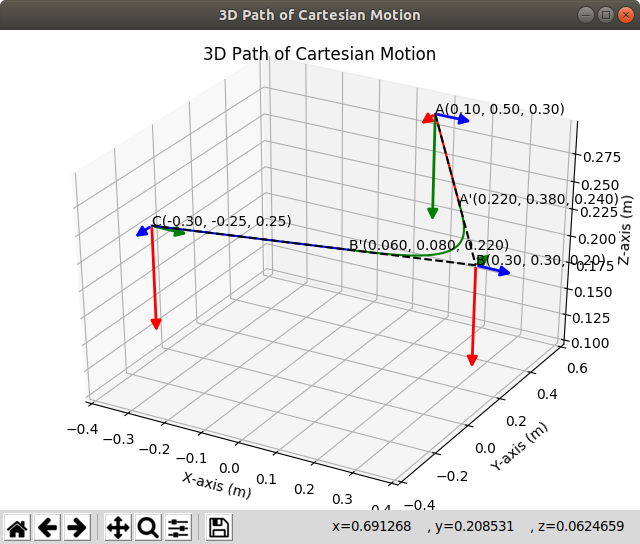 3D Path of Cartesian Motion
3D Path of Cartesian Motion
A(0.10, 0.50, 0.30)
0.275
0.250
A'(0.220, 0.380, 0.240)
0.225
C(-0.30, -0.25, 0.25)
Z-axis (m)
0.200
B'(0.060, 0.080, 0.220)
B(0.30, 0.30, 0.20)
0.175
0.150
0.125
0.100
0.6
0.4
0.2
0.0
−0.2
−0.4
Y-axis (m)
−0.4
−0.3
−0.2
−0.1
0.0
0.1
0.2
0.3
0.4
X-axis (m)
x=0.691268 , y=0.208531 , z=0.0624659